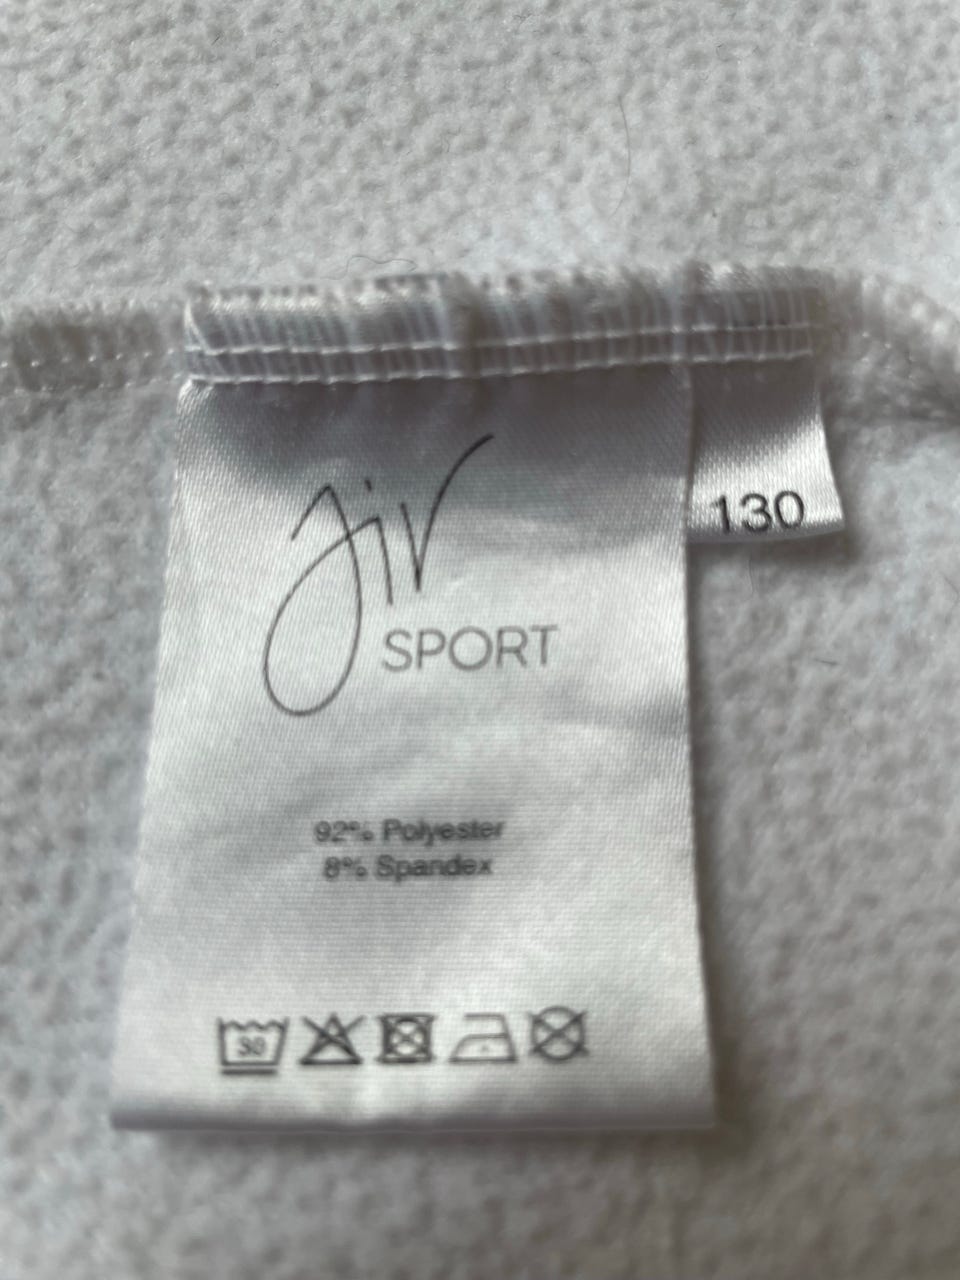 jiv
SPORT
130
92% Polyester
8% Spandex
30